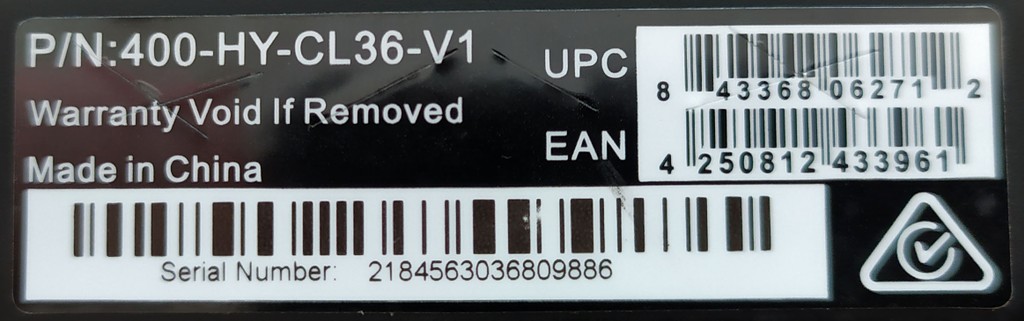 P/N:400-HY-CL36-V1
Warranty Void If Removed
Made in China
UPC
8 43368 06271 2
EAN
4 250812 433961
Serial Number: 2184563036809886